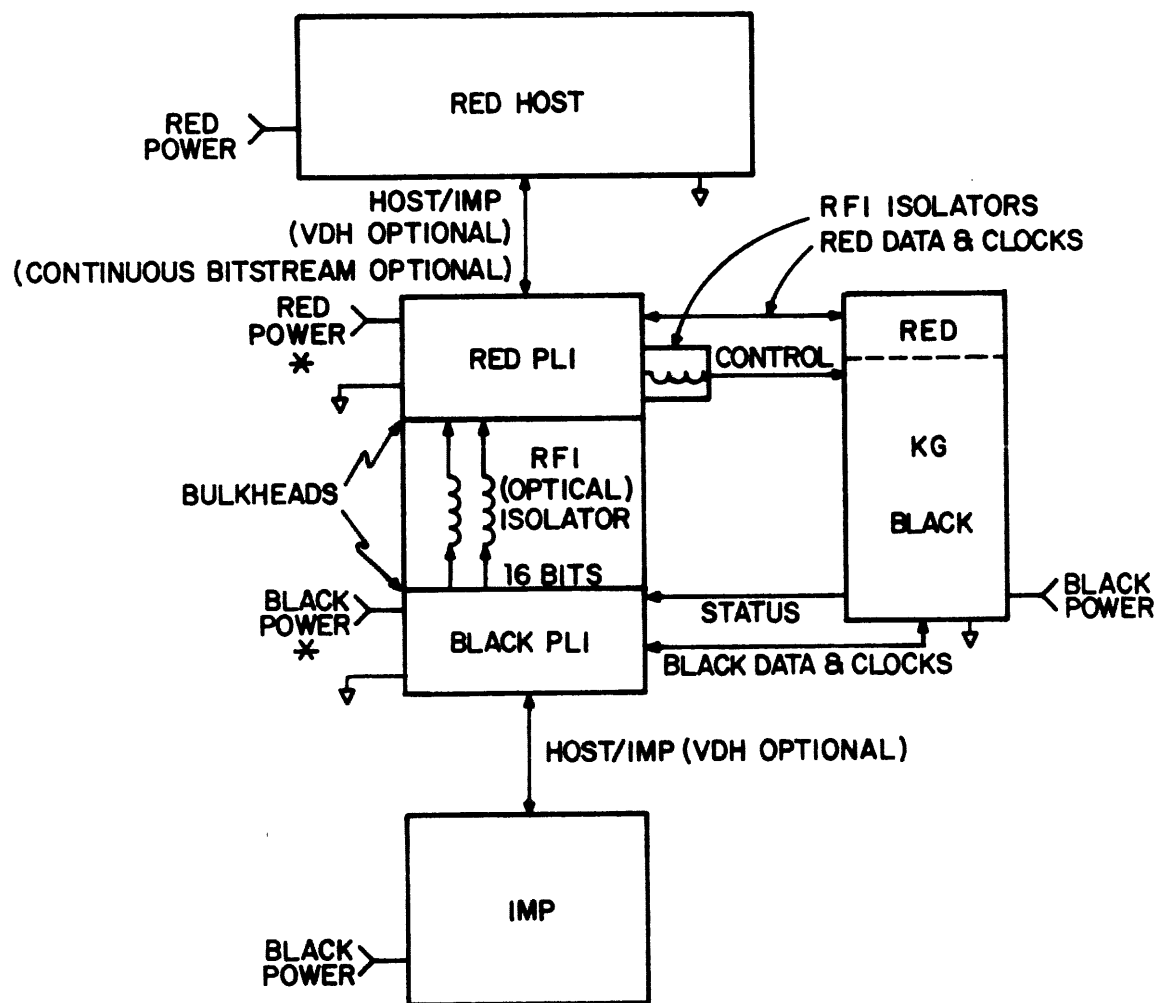 RED HOST
RED
POWER
HOST/IMP
(VDH OPTIONAL)
(CONTINUOUS BITSTREAM OPTIONAL)
RFI ISOLATORS
RED DATA & CLOCKS
RED
POWER
*
RED PLI
CONTROL
RED
KG
BLACK
BULKHEADS
RFI
(OPTICAL)
ISOLATOR
16 BITS
BLACK
POWER
*
BLACK PLI
STATUS
BLACK DATA & CLOCKS
BLACK
POWER
HOST/IMP (VDH OPTIONAL)
IMP
BLACK
POWER